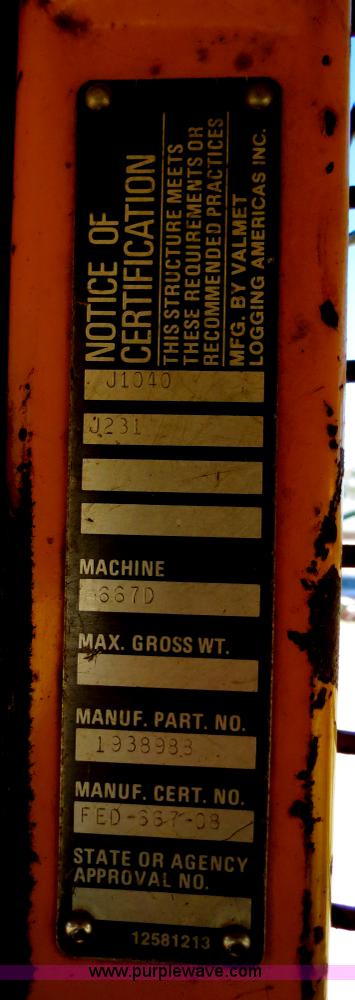 NOTICE OF
CERTIFICATION
THIS STRUCTURE MEETS
THESE REQUIREMENTS OR
RECOMMENDED PRACTICES
MFG. BY VALMET
LOGGING AMERICAS INC.
J1040
J231
MACHINE
667D
MAX. GROSS WT.
MANUF. PART. NO.
1938983
MANUF. CERT. NO.
FED-667-08
STATE OR AGENCY
APPROVAL NO.
12581213
www.purplewave.com